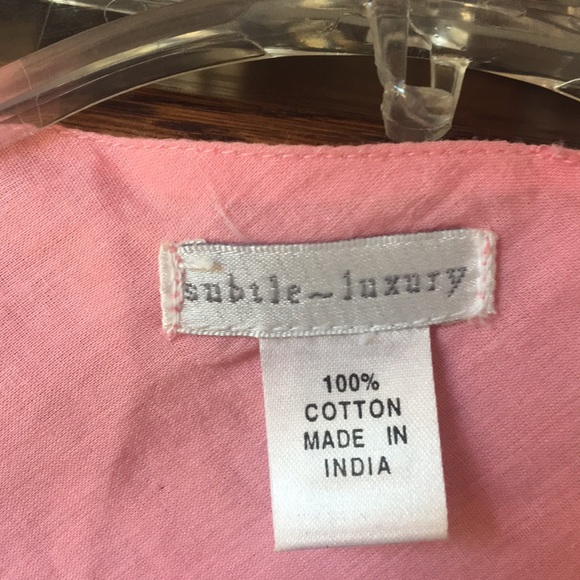 subtle~luxury
100%
COTTON
MADE IN
INDIA